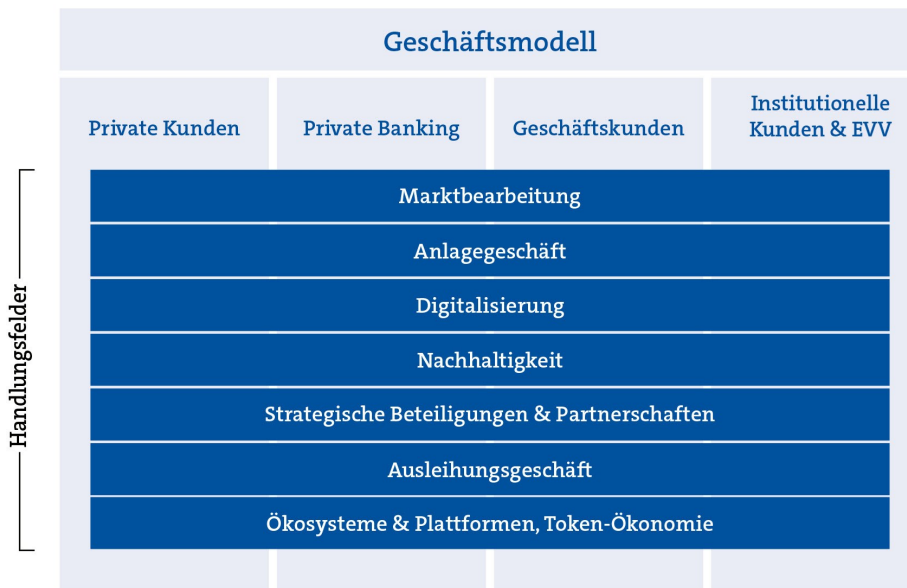 Geschäftsmodell
Private Kunden
Private Banking
Geschäftskunden
Institutionelle
Kunden & EVV
Handlungsfelder
Marktbearbeitung
Anlagegeschäft
Digitalisierung
Nachhaltigkeit
Strategische Beteiligungen & Partnerschaften
Ausleihungsgeschäft
Ökosysteme & Plattformen, Token-Ökonomie